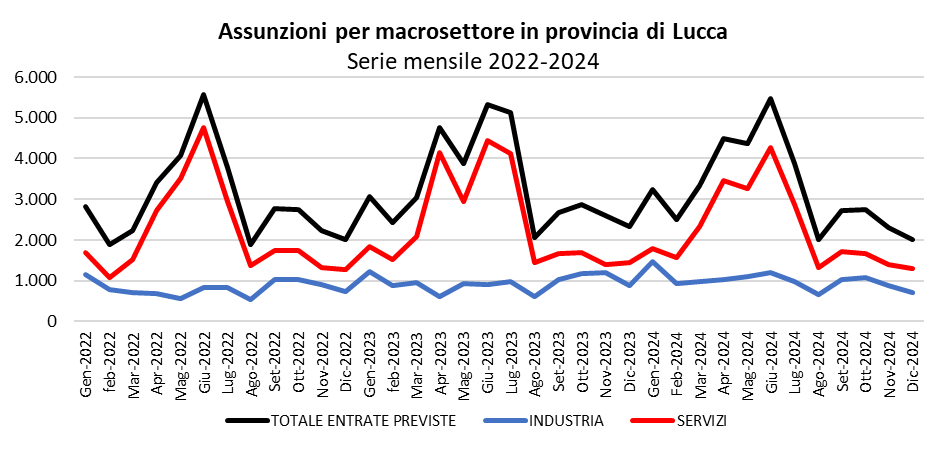 Assunzioni per macrosettore in provincia di Lucca
Serie mensile 2022-2024
6.000
5.000
4.000
3.000
2.000
1.000
0
Gen-2022
feb-2022
Mar-2022
Apr-2022
Mag-2022
Giu-2022
Lug-2022
Ago-2022
Set-2022
Ott-2022
Nov-2022
Dic-2022
Gen-2023
feb-2023
Mar-2023
Apr-2023
Mag-2023
Giu-2023
Lug-2023
Ago-2023
Set-2023
Ott-2023
Nov-2023
Dic-2023
Gen-2024
Feb-2024
Mar-2024
Apr-2024
Mag-2024
Giu-2024
Lug-2024
Ago-2024
Set-2024
Ott-2024
Nov-2024
Dic-2024
TOTALE ENTRATE PREVISTE
INDUSTRIA
SERVIZI